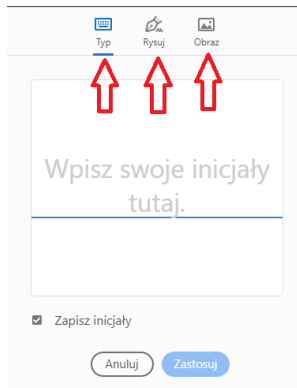 Typ Rysuj Obraz
Wpisz swoje inicjały
tutaj.
Zapisz inicjały
Anuluj Zastosuj